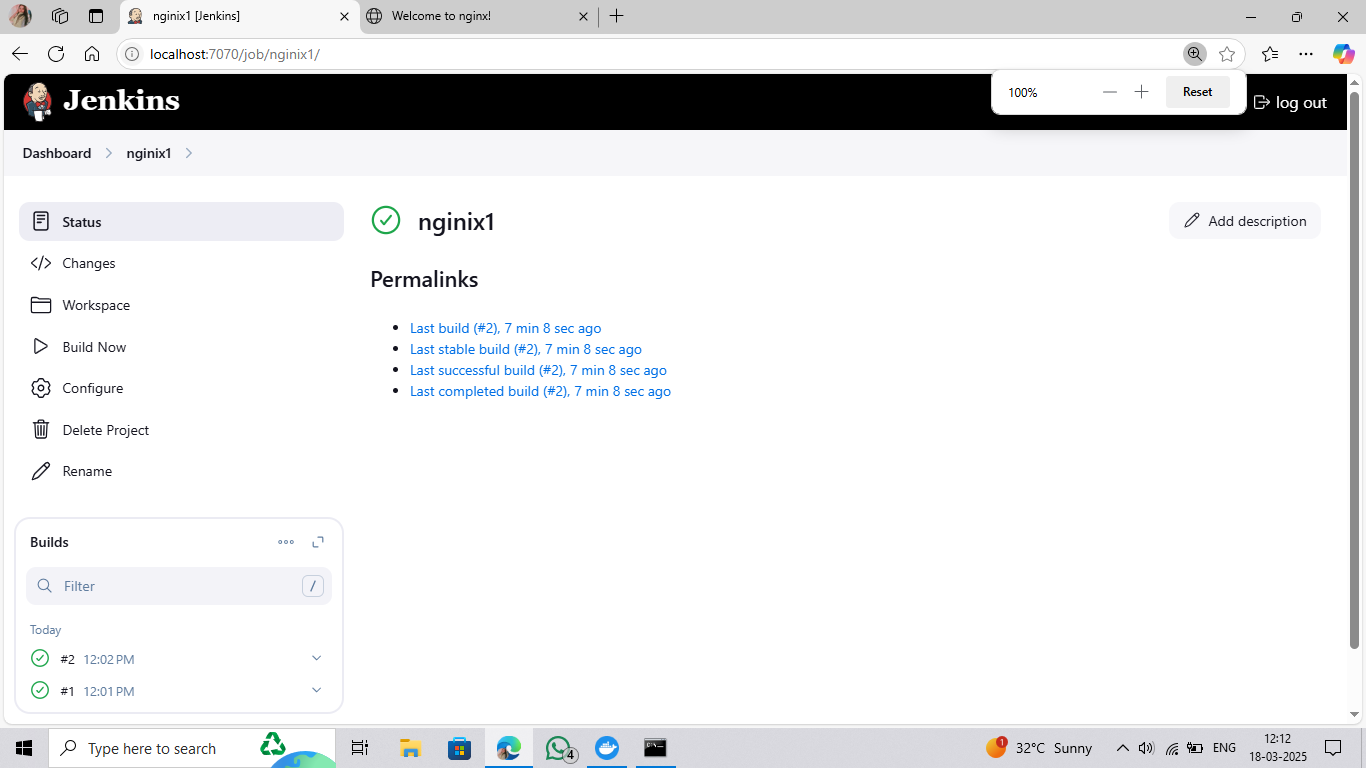 nginix1 [Jenkins]
Welcome to nginx!
localhost:7070/job/nginix1/
Jenkins
100%
Reset
log out
Dashboard
nginix1
Status
Changes
Workspace
Build Now
Configure
Delete Project
Rename
nginix1
Add description
Permalinks
Last build (#2), 7 min 8 sec ago
Last stable build (#2), 7 min 8 sec ago
Last successful build (#2), 7 min 8 sec ago
Last completed build (#2), 7 min 8 sec ago
Builds
Filter
/
Today
#2 12:02 PM
#1 12:01 PM
Type here to search
4
1
32°C Sunny
ENG
12:12
18-03-2025